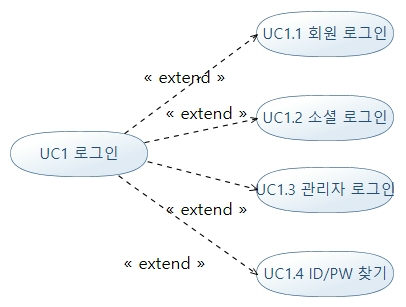 UC1.1 회원 로그인
« extend »
« extend »
UC1.2 소셜 로그인
UC1 로그인
UC1.3 관리자 로그인
« extend »
« extend »
UC1.4 ID/PW 찾기